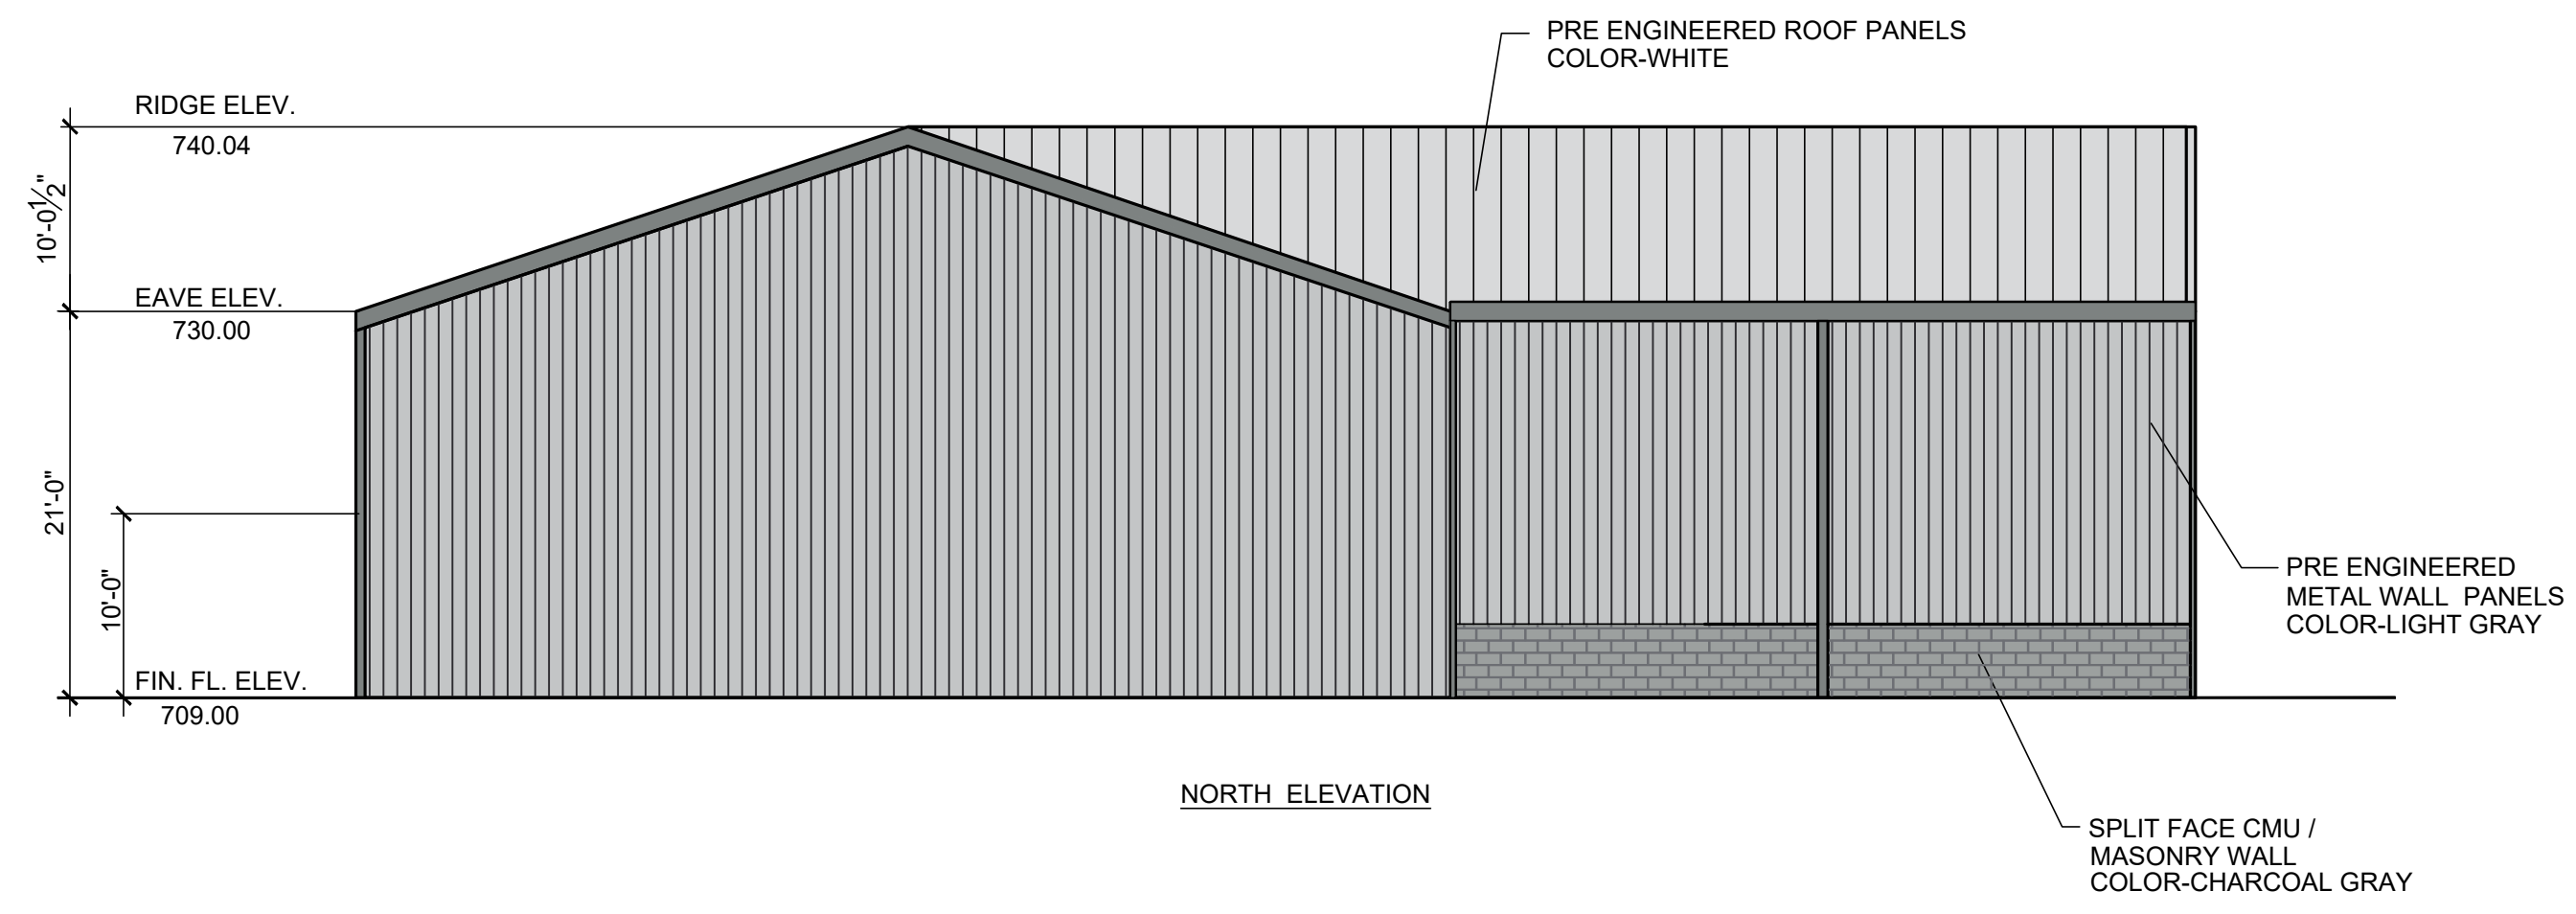 PRE ENGINEERED ROOF PANELS
COLOR-WHITE
RIDGE ELEV.
740.04
10'-0½"
EAVE ELEV.
730.00
21'-0"
10'-0"
FIN. FL. ELEV.
709.00
PRE ENGINEERED
METAL WALL PANELS
COLOR-LIGHT GRAY
NORTH ELEVATION
SPLIT FACE CMU /
MASONRY WALL
COLOR-CHARCOAL GRAY